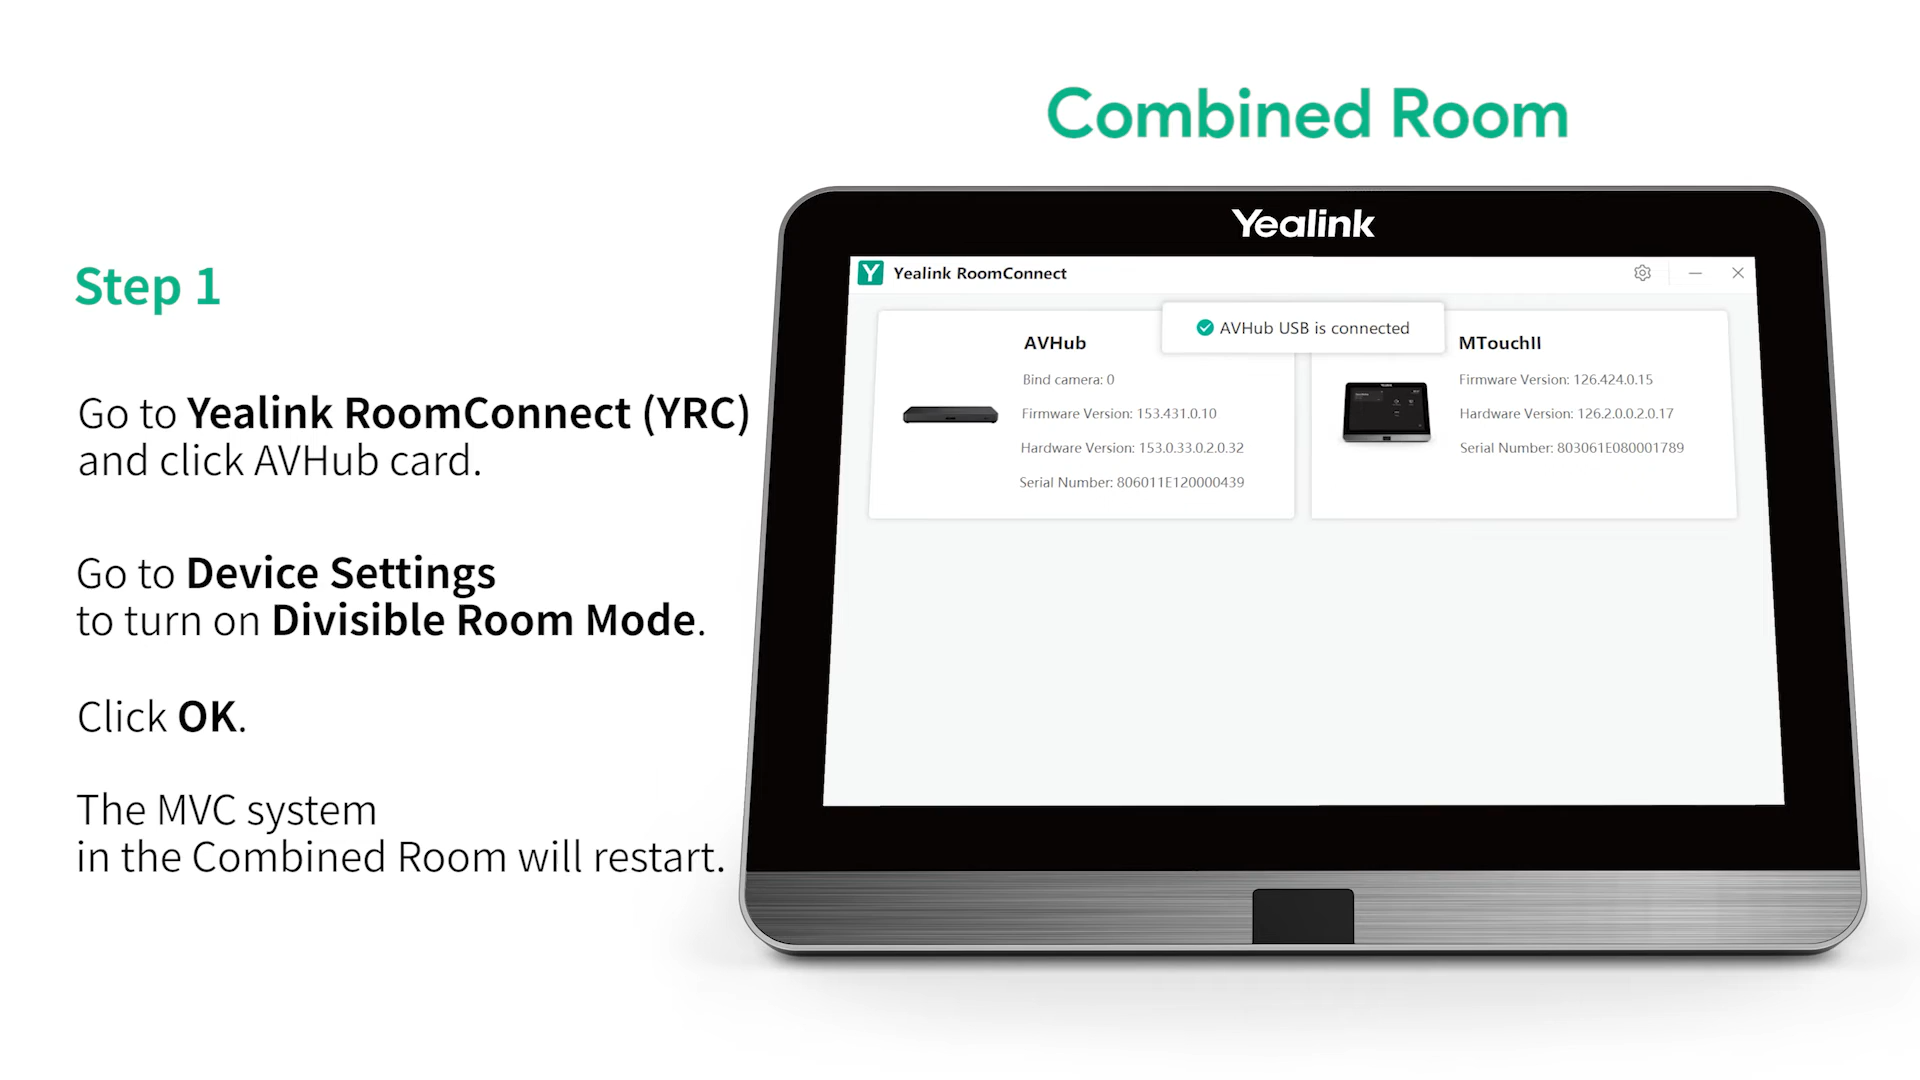 Combined Room
Step 1
Go to Yealink RoomConnect (YRC)
and click AVHub card.
Go to Device Settings
to turn on Divisible Room Mode.
Click OK.
The MVC system
in the Combined Room will restart.
Yealink
Y Yealink RoomConnect
AVHub USB is connected
AVHub
Bind camera: 0
Firmware Version: 153.431.0.10
Hardware Version: 153.0.33.0.2.0.32
Serial Number: 806011E120000439
MTouchII
Firmware Version: 126.424.0.15
Hardware Version: 126.2.0.0.2.0.17
Serial Number: 803061E080001789